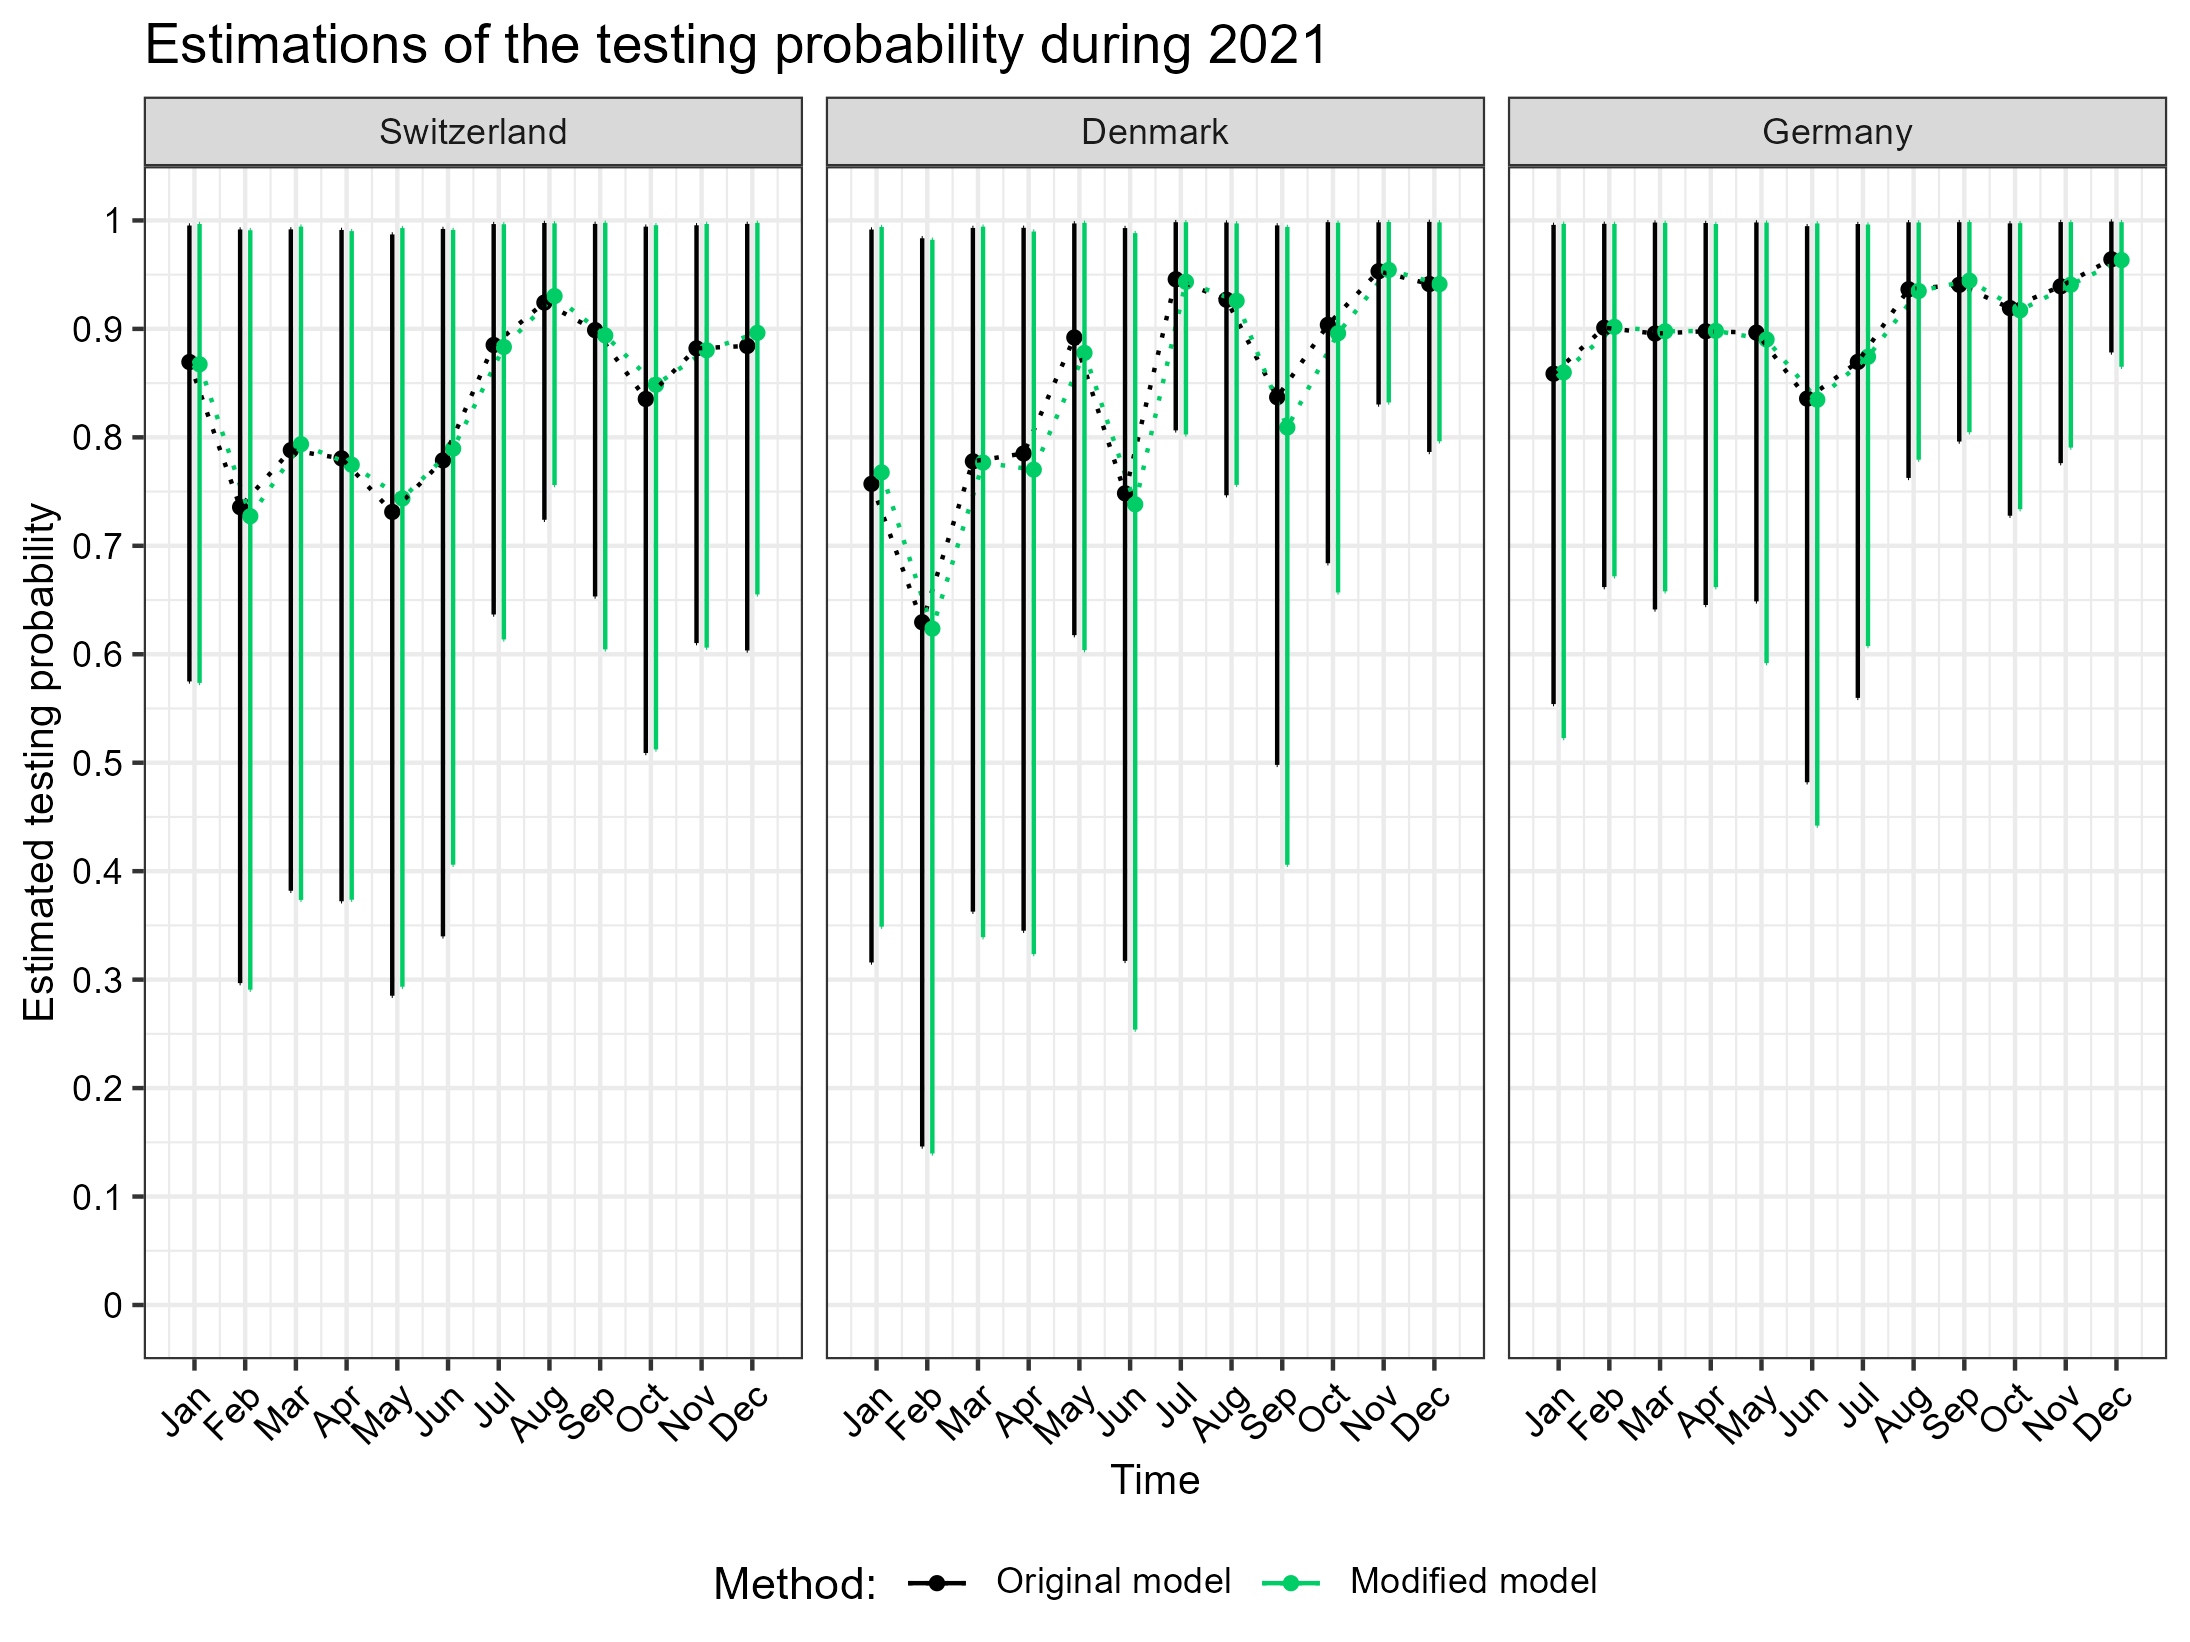 Estimations of the testing probability during 2021
Switzerland
Denmark
Germany
Estimated testing probability
1
0.9
0.8
0.7
0.6
0.5
0.4
0.3
0.2
0.1
0
Jan Feb Mar Apr May Jun Jul Aug Sep Oct Nov Dec
Jan Feb Mar Apr May Jun Jul Aug Sep Oct Nov Dec
Jan Feb Mar Apr May Jun Jul Aug Sep Oct Nov Dec
Time
Method: Original model Modified model